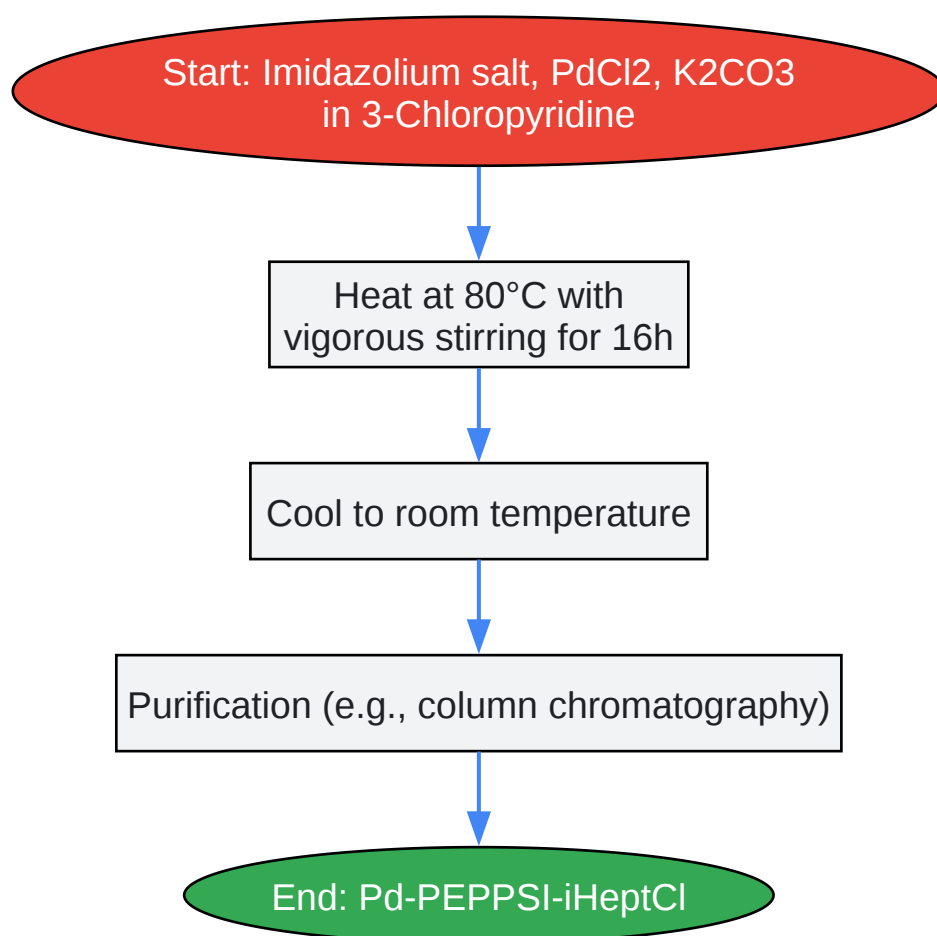 Start: Imidazolium salt, PdCl2, K2CO3
in 3-Chloropyridine
Heat at 80°C with
vigorous stirring for 16h
Cool to room temperature
Purification (e.g., column chromatography)
End: Pd-PEPPSI-iHeptCl